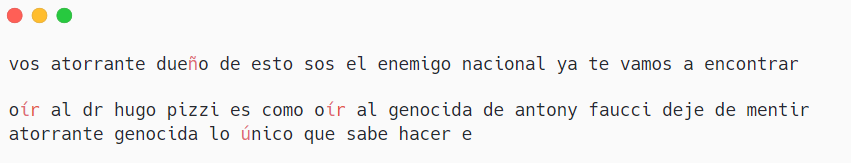 vos atorrante dueño de esto sos el enemigo nacional ya te vamos a encontrar
oír al dr hugo pizzi es como oír al genocida de antony faucci deje de mentir
atorrante genocida lo único que sabe hacer e